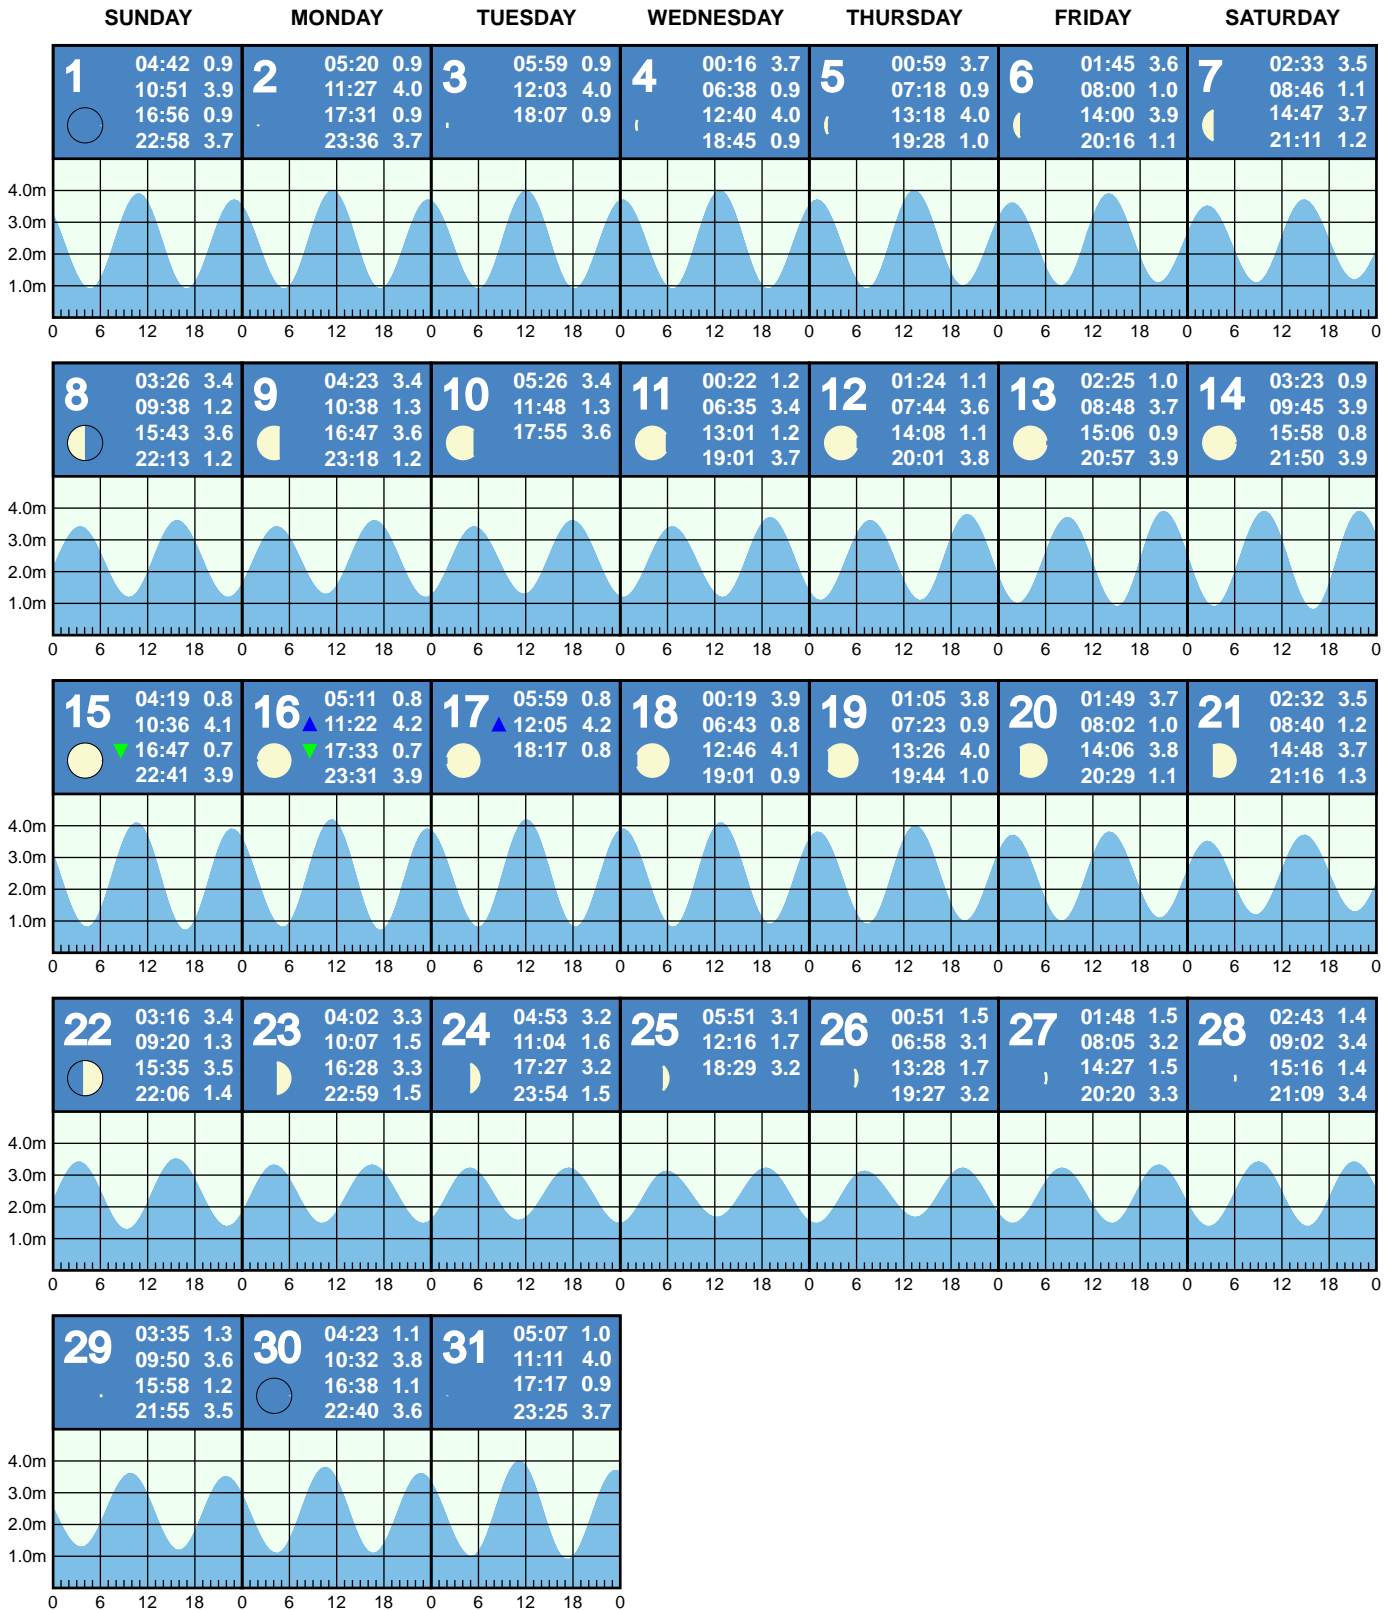 SUNDAY MONDAY TUESDAY WEDNESDAY THURSDAY FRIDAY SATURDAY
1 04:42 0.9
10:51 3.9
16:56 0.9
22:58 3.7
2 05:20 0.9
11:27 4.0
17:31 0.9
23:36 3.7
3 05:59 0.9
12:03 4.0
18:07 0.9
4 00:16 3.7
06:38 0.9
12:40 4.0
18:45 0.9
5 00:59 3.7
07:18 0.9
13:18 4.0
19:28 1.0
6 01:45 3.6
08:00 1.0
14:00 3.9
20:16 1.1
7 02:33 3.5
08:46 1.1
14:47 3.7
21:11 1.2
4.0m
3.0m
2.0m
1.0m
0 6 12 18 0 6 12 18 0 6 12 18 0 6 12 18 0 6 12 18 0 6 12 18 0 6 12 18 0
8 03:26 3.4
09:38 1.2
15:43 3.6
22:13 1.2
9 04:23 3.4
10:38 1.3
16:47 3.6
23:18 1.2
10 05:26 3.4
11:48 1.3
17:55 3.6
11 00:22 1.2
06:35 3.4
13:01 1.2
19:01 3.7
12 01:24 1.1
07:44 3.6
14:08 1.1
20:01 3.8
13 02:25 1.0
08:48 3.7
15:06 0.9
20:57 3.9
14 03:23 0.9
09:45 3.9
15:58 0.8
21:50 3.9
4.0m
3.0m
2.0m
1.0m
0 6 12 18 0 6 12 18 0 6 12 18 0 6 12 18 0 6 12 18 0 6 12 18 0 6 12 18 0
15 04:19 0.8
10:36 4.1
16:47 0.7
22:41 3.9
16 05:11 0.8
11:22 4.2
17:33 0.7
23:31 3.9
17 05:59 0.8
12:05 4.2
18:17 0.8
18 00:19 3.9
06:43 0.8
12:46 4.1
19:01 0.9
19 01:05 3.8
07:23 0.9
13:26 4.0
19:44 1.0
20 01:49 3.7
08:02 1.0
14:06 3.8
20:29 1.1
21 02:32 3.5
08:40 1.2
14:48 3.7
21:16 1.3
4.0m
3.0m
2.0m
1.0m
0 6 12 18 0 6 12 18 0 6 12 18 0 6 12 18 0 6 12 18 0 6 12 18 0 6 12 18 0
22 03:16 3.4
09:20 1.3
15:35 3.5
22:06 1.4
23 04:02 3.3
10:07 1.5
16:28 3.3
22:59 1.5
24 04:53 3.2
11:04 1.6
17:27 3.2
23:54 1.5
25 05:51 3.1
12:16 1.7
18:29 3.2
26 00:51 1.5
06:58 3.1
13:28 1.7
19:27 3.2
27 01:48 1.5
08:05 3.2
14:27 1.5
20:20 3.3
28 02:43 1.4
09:02 3.4
15:16 1.4
21:09 3.4
4.0m
3.0m
2.0m
1.0m
0 6 12 18 0 6 12 18 0 6 12 18 0 6 12 18 0 6 12 18 0 6 12 18 0 6 12 18 0
29 03:35 1.3
09:50 3.6
15:58 1.2
21:55 3.5
30 04:23 1.1
10:32 3.8
16:38 1.1
22:40 3.6
31 05:07 1.0
11:11 4.0
17:17 0.9
23:25 3.7
4.0m
3.0m
2.0m
1.0m
0 6 12 18 0 6 12 18 0 6 12 18 0